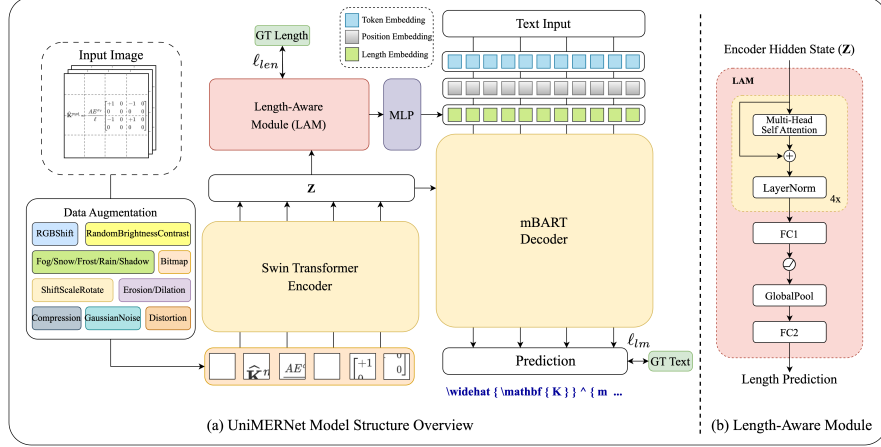 Input Image
Data Augmentation
RGBShift
RandomBrightnessContrast
Fog/Snow/Frost/Rain/Shadow
Bitmap
ShiftScaleRotate
Erosion/Dilation
Compression
GaussianNoise
Distortion
GT Length
ℓ_len
Length-Aware
Module (LAM)
MLP
Z
Swin Transformer
Encoder
Token Embedding
Position Embedding
Length Embedding
Text Input
mBART
Decoder
Prediction
ℓ_lm
GT Text
\widehat { \mathbf { K } } ^ { m ...
(a) UniMERNet Model Structure Overview
Encoder Hidden State (Z)
LAM
Multi-Head
Self Attention
+
LayerNorm
4x
FC1
GlobalPool
FC2
Length Prediction
(b) Length-Aware Module